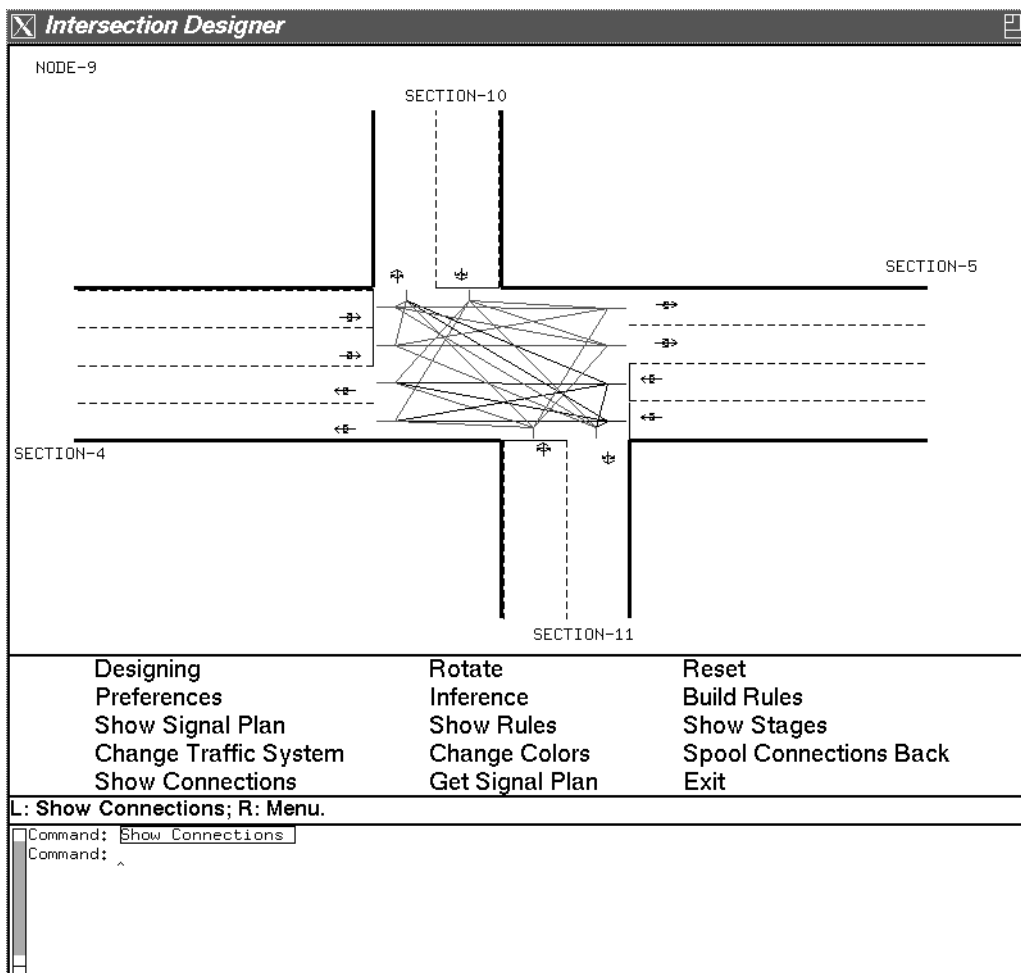 Intersection Designer
NODE-9
SECTION-10
SECTION-5
SECTION-4
SECTION-11
Designing Rotate Reset
Preferences Inference Build Rules
Show Signal Plan Show Rules Show Stages
Change Traffic System Change Colors Spool Connections Back
Show Connections Get Signal Plan Exit
L: Show Connections; R: Menu.
Command: Show Connections
Command: